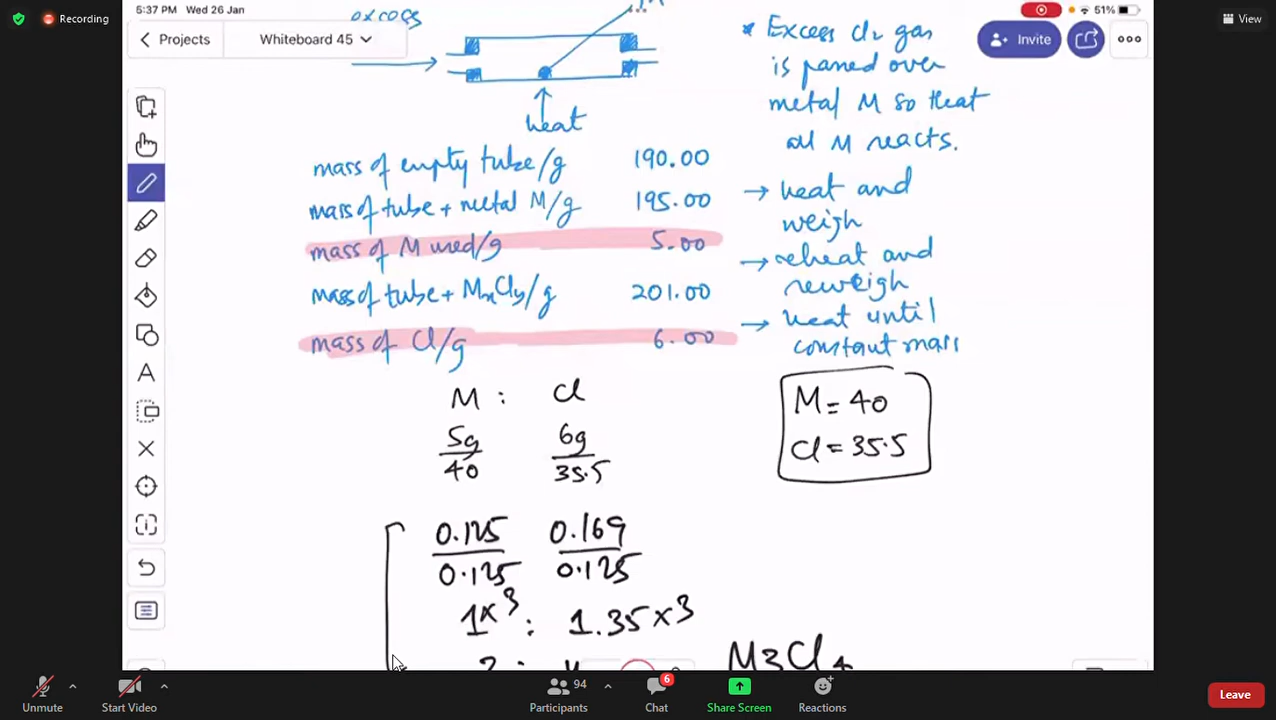 5:37 PM Wed 26 Jan
51%
Recording
View
Projects
Whiteboard 45
Invite
excess
heat
* Excess Cl₂ gas
is passed over
metal M so that
all M reacts.
→ heat and
weigh
→ reheat and
reweigh
→ heat until
constant mass
mass of empty tube/g 190.00
mass of tube + metal M/g 195.00
mass of M used/g 5.00
mass of tube + MxCly/g 201.00
mass of Cl/g 6.00
M : Cl
5g 6g
40 35.5
M = 40
Cl = 35.5
0.125 0.169
0.125 0.125
1×3 : 1.35×3
3 : 4
M3Cl4
Unmute
Start Video
94
Participants
6
Chat
Share Screen
Reactions
Leave